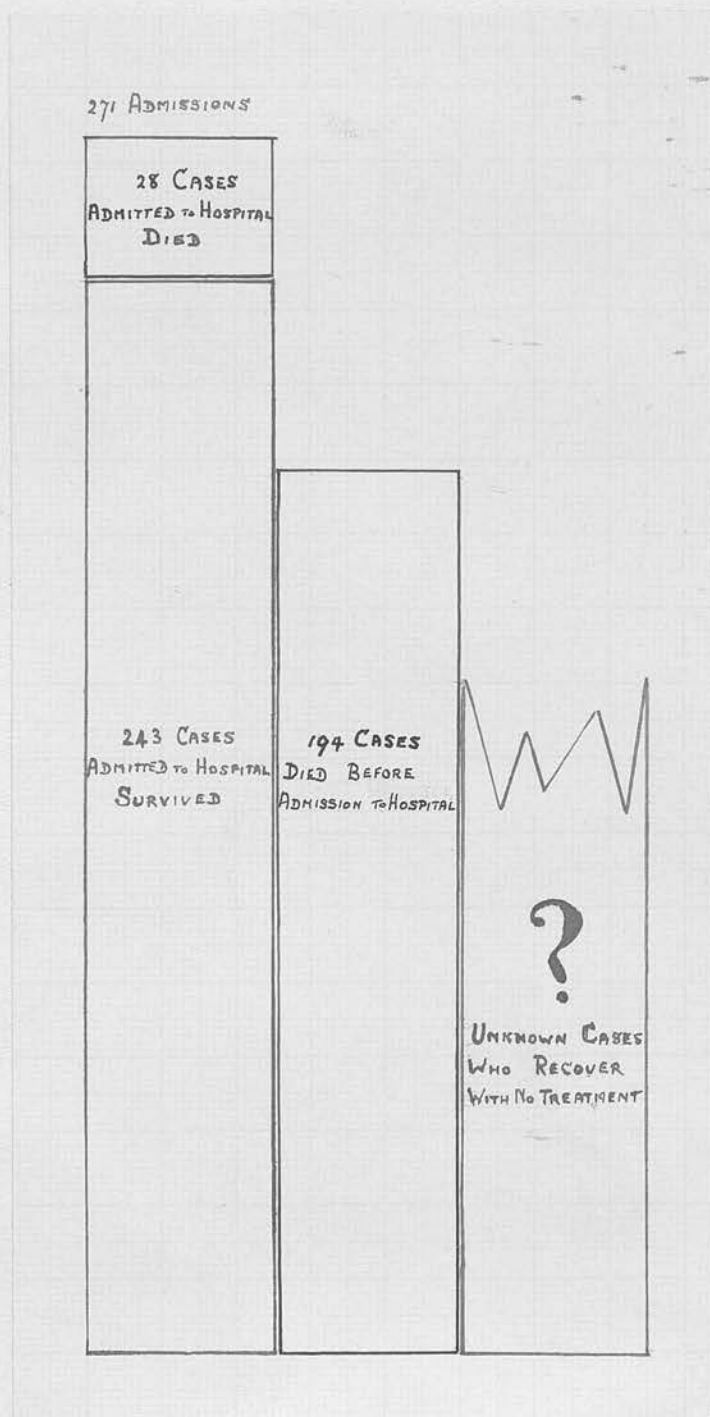 271 ADMISSIONS
28 CASES
ADMITTED TO HOSPITAL
DIED
243 CASES
ADMITTED TO HOSPITAL
SURVIVED
194 CASES
DIED BEFORE
ADMISSION TO HOSPITAL
?
UNKNOWN CASES
WHO RECOVER
WITH NO TREATMENT